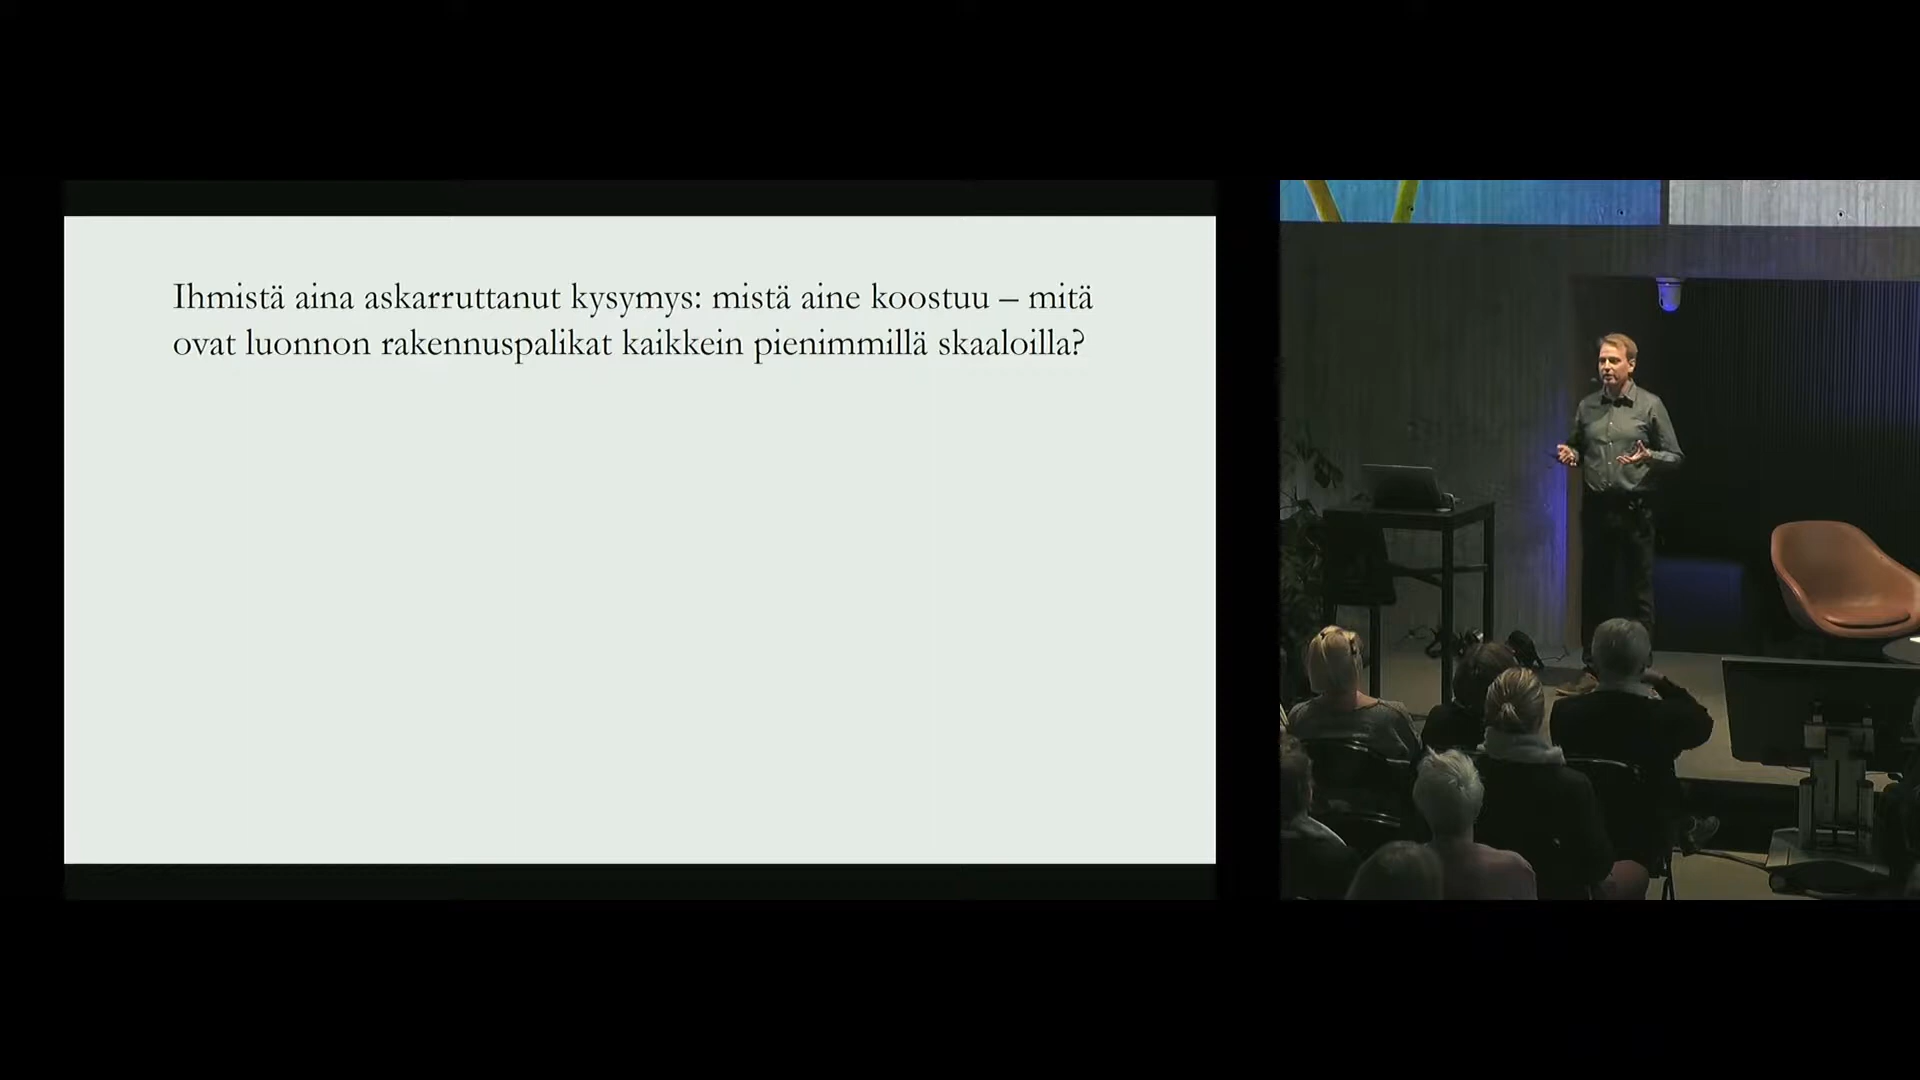 Ihmistä aina askarruttanut kysymys: mistä aine koostuu – mitä
ovat luonnon rakennuspalikat kaikkein pienimmillä skaaloilla?